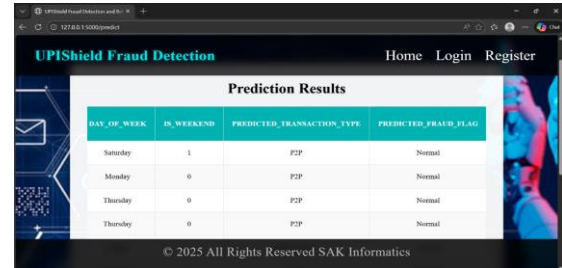 UPIShield Fraud Detection and Be
127.0.0.1:5000/predict
UPIShield Fraud Detection
Home Login Register
Prediction Results
DAY_OF_WEEK IS_WEEKEND PREDICTED_TRANSACTION_TYPE PREDICTED_FRAUD_FLAG
Saturday 1 P2P Normal
Monday 0 P2P Normal
Thursday 0 P2P Normal
Thursday 0 P2P Normal
© 2025 All Rights Reserved SAK Informatics